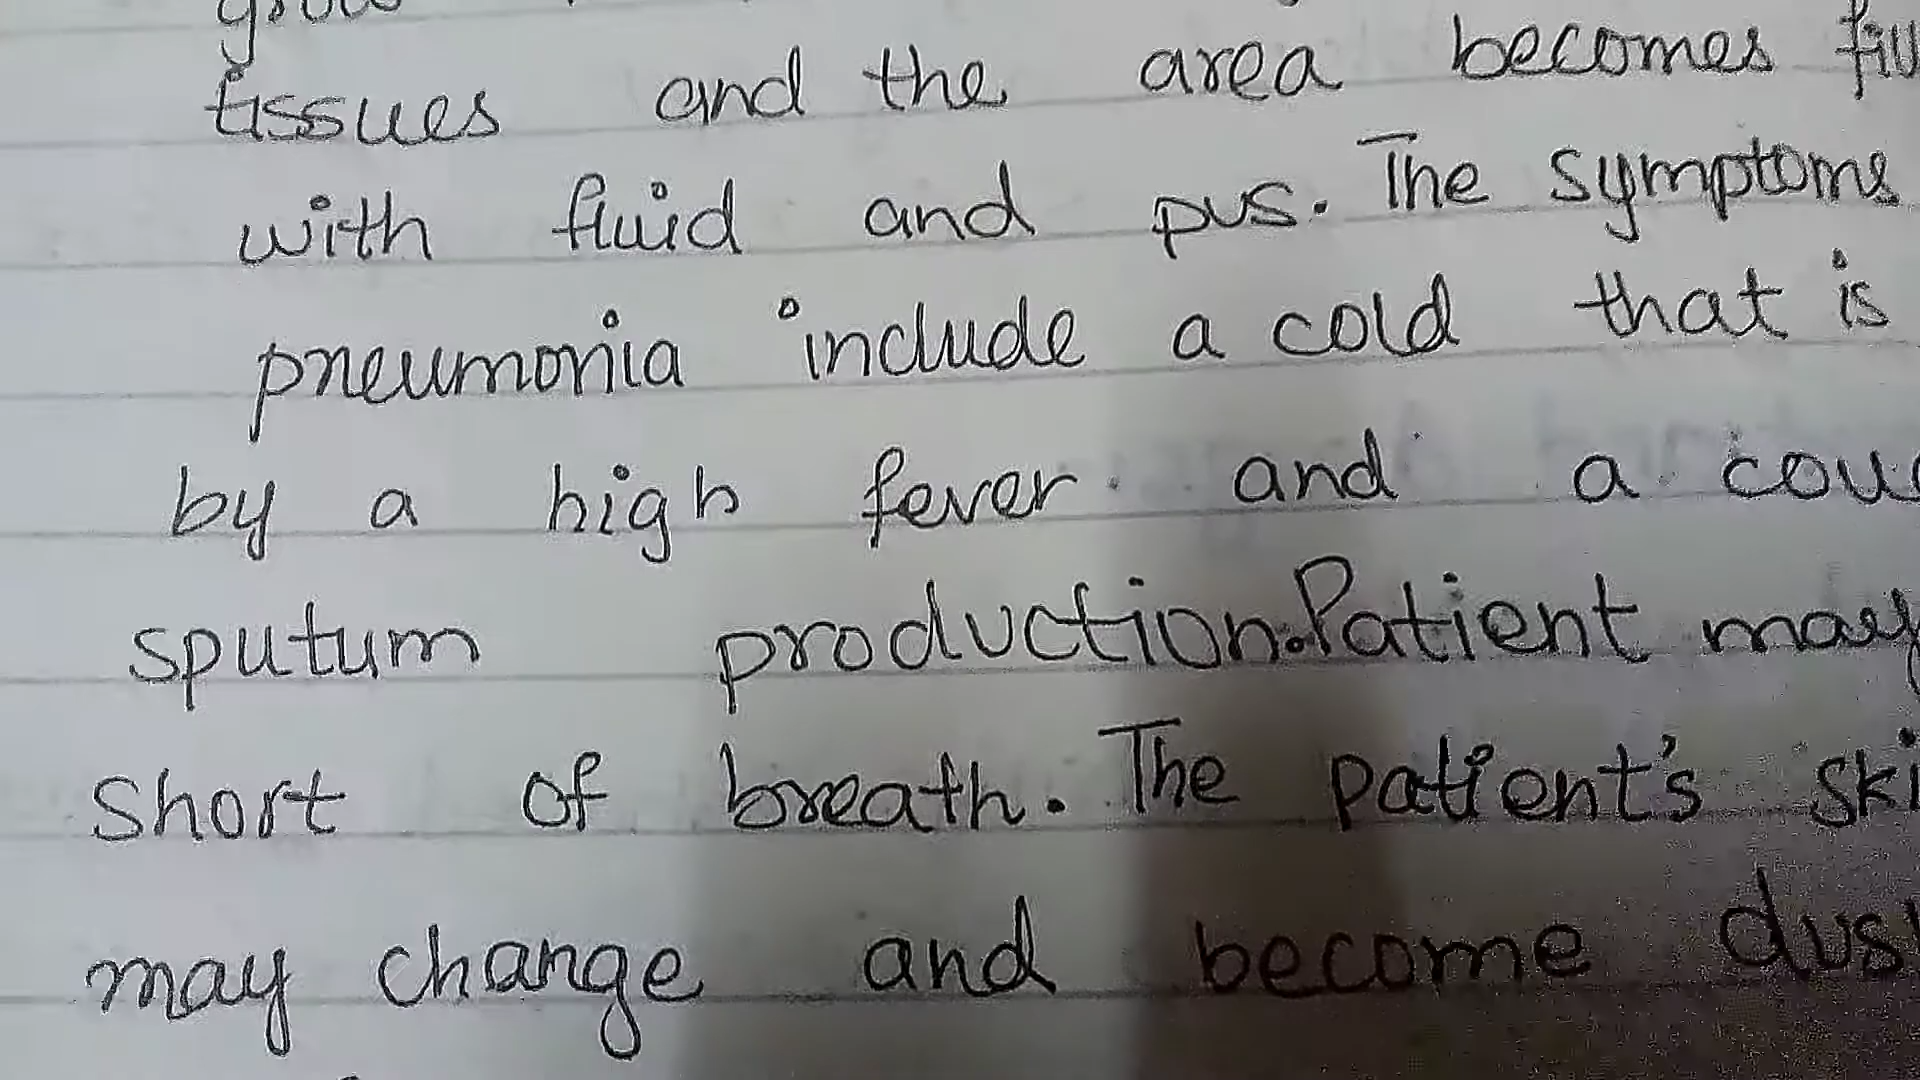 tissues and the area becomes
with fluid and pus. The symptoms
pneumonia include a cold that is
by a high fever and a
sputum production. Patient may
short of breath. The patient's
may change and become